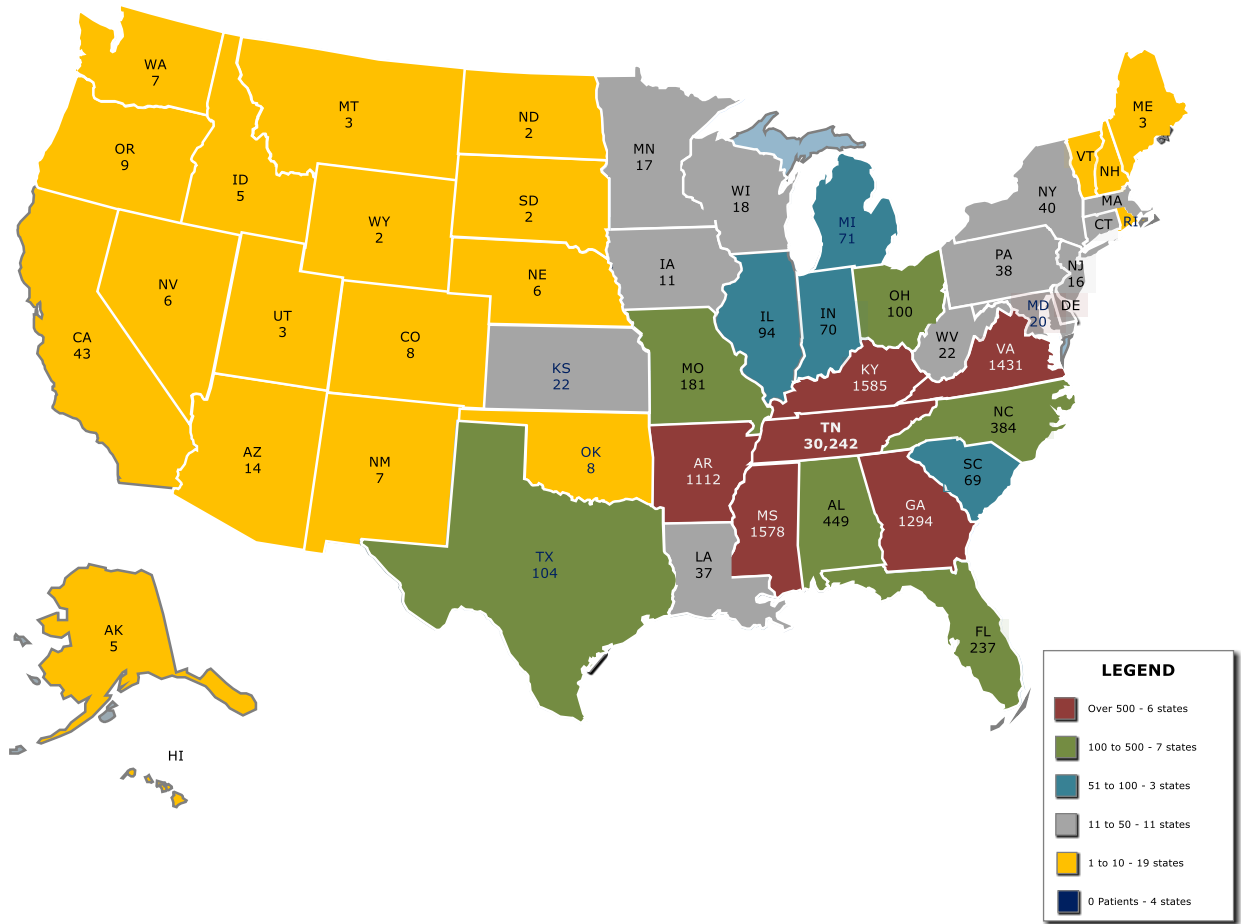 WA
7
MT
3
ND
2
MN
17
ME
3
OR
9
ID
5
WY
2
SD
2
WI
18
MI
71
NY
40
VT
NH
MA
CT
RI
NV
6
UT
3
CO
8
NE
6
IA
11
IL
94
IN
70
OH
100
PA
38
NJ
16
MD
20
DE
WV
22
VA
1431
CA
43
KS
22
MO
181
KY
1585
TN
30,242
NC
384
AZ
14
NM
7
OK
8
AR
1112
SC
69
MS
1578
AL
449
GA
1294
TX
104
LA
37
FL
237
AK
5
HI
LEGEND
Over 500 - 6 states
100 to 500 - 7 states
51 to 100 - 3 states
11 to 50 - 11 states
1 to 10 - 19 states
0 Patients - 4 states